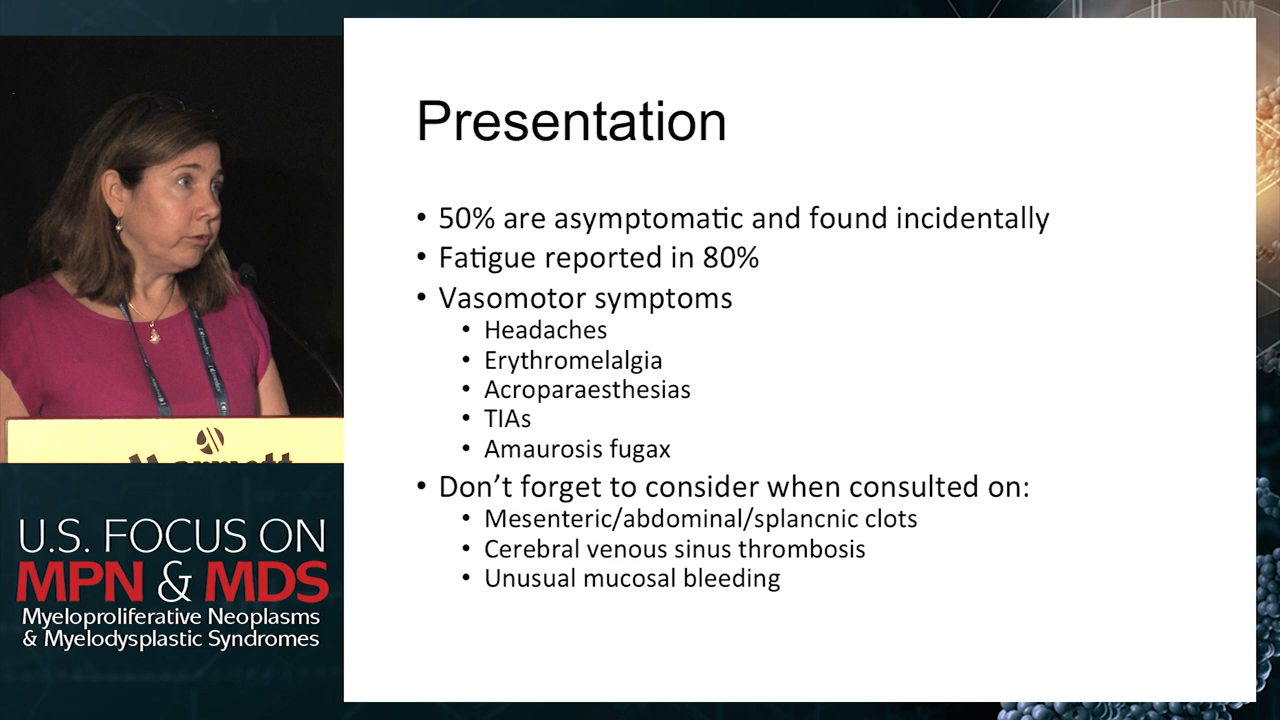 Presentation
• 50% are asymptomatic and found incidentally
• Fatigue reported in 80%
• Vasomotor symptoms
• Headaches
• Erythromelalgia
• Acroparaesthesias
• TIAs
• Amaurosis fugax
• Don't forget to consider when consulted on:
• Mesenteric/abdominal/splancnic clots
• Cerebral venous sinus thrombosis
• Unusual mucosal bleeding
U.S. FOCUS ON
MPN & MDS
Myeloproliferative Neoplasms
& Myelodysplastic Syndromes
NM